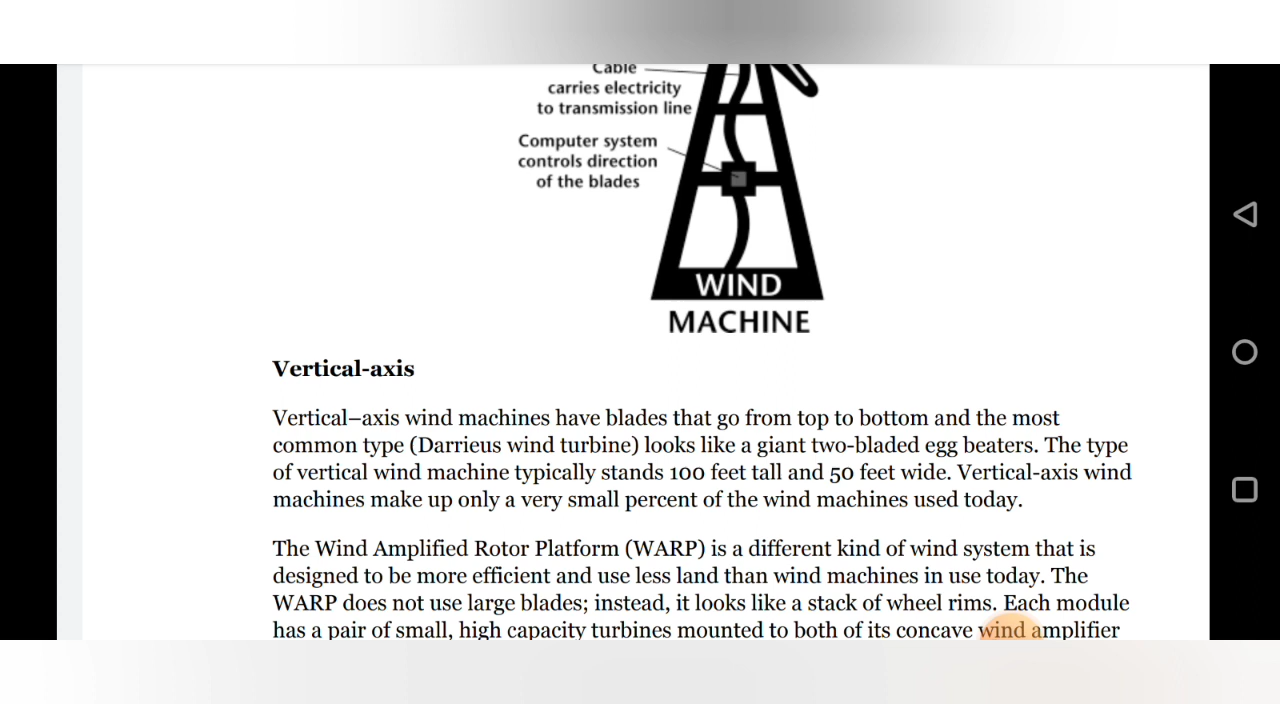 Cable
carries electricity
to transmission line
Computer system
controls direction
of the blades
WIND
MACHINE
Vertical-axis
Vertical–axis wind machines have blades that go from top to bottom and the most
common type (Darrieus wind turbine) looks like a giant two-bladed egg beaters. The type
of vertical wind machine typically stands 100 feet tall and 50 feet wide. Vertical-axis wind
machines make up only a very small percent of the wind machines used today.
The Wind Amplified Rotor Platform (WARP) is a different kind of wind system that is
designed to be more efficient and use less land than wind machines in use today. The
WARP does not use large blades; instead, it looks like a stack of wheel rims. Each module
has a pair of small, high capacity turbines mounted to both of its concave wind amplifier